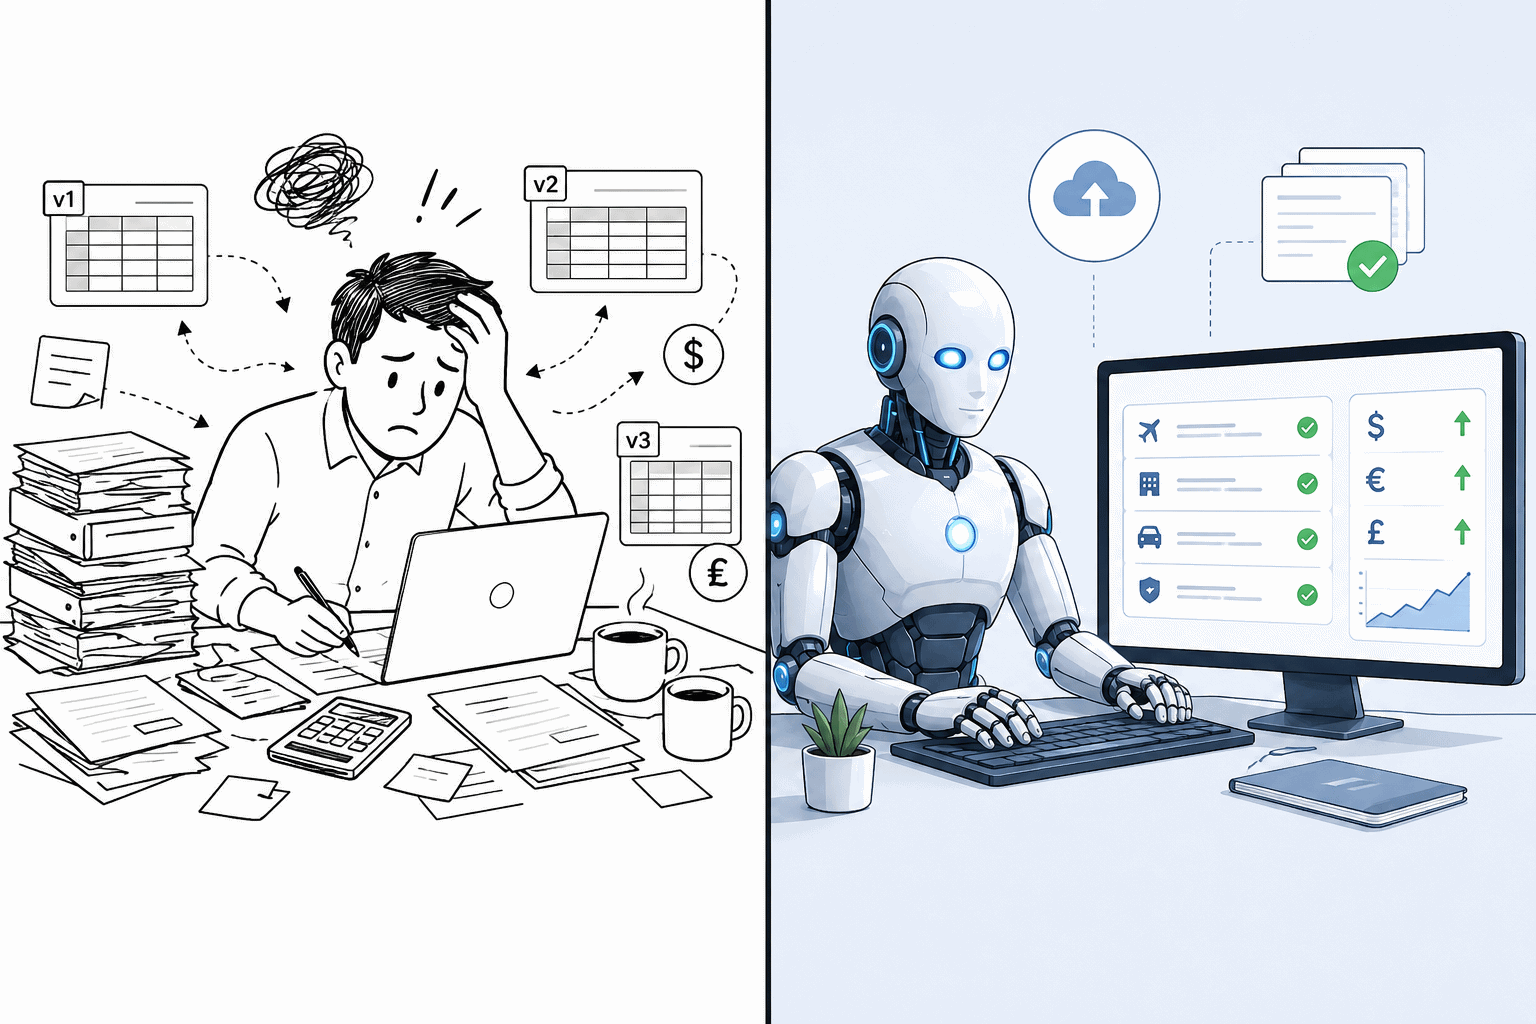 v1
v2
$
v3
£
$
€
£